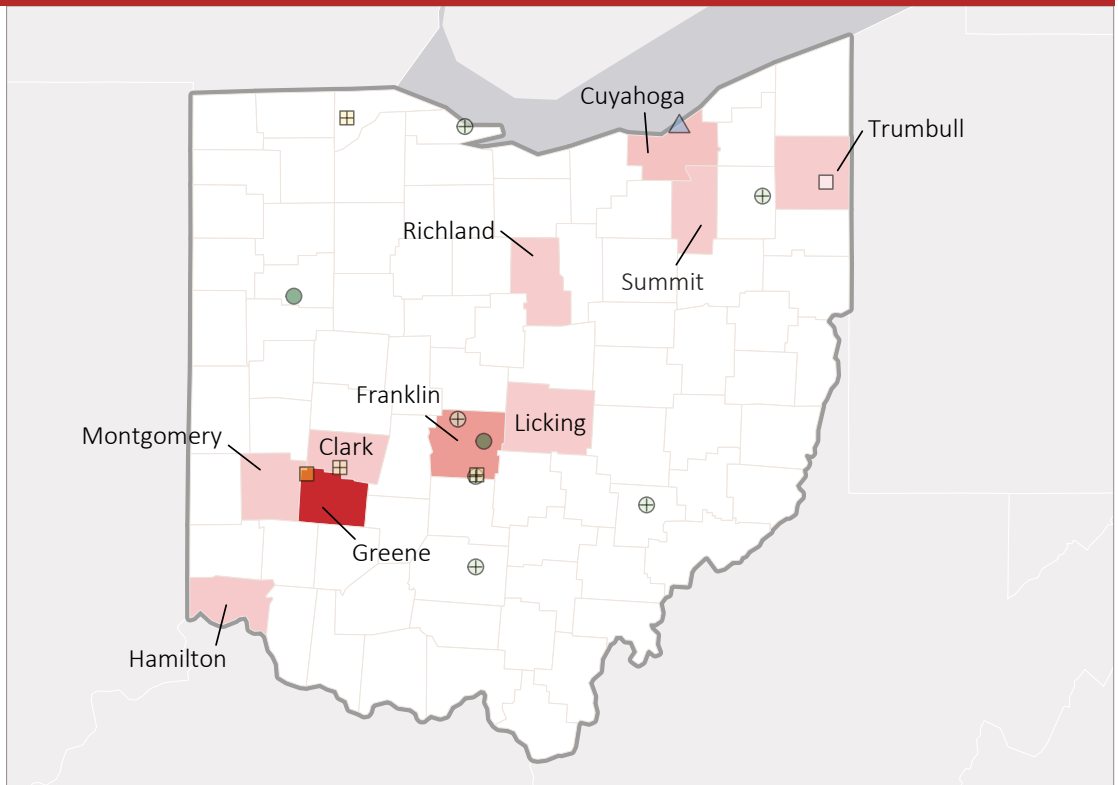 Cuyahoga
Trumbull
Richland
Summit
Franklin
Licking
Montgomery
Clark
Greene
Hamilton